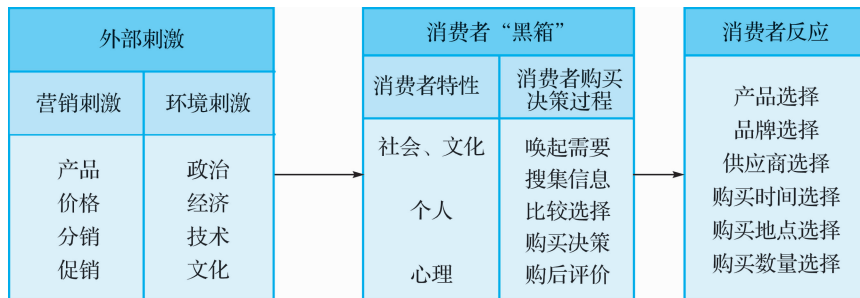 外部刺激
营销刺激
环境刺激
产品
价格
分销
促销
政治
经济
技术
文化
消费者“黑箱”
消费者特性
消费者购买
决策过程
社会、文化
个人
心理
唤起需要
搜集信息
比较选择
购买决策
购后评价
消费者反应
产品选择
品牌选择
供应商选择
购买时间选择
购买地点选择
购买数量选择